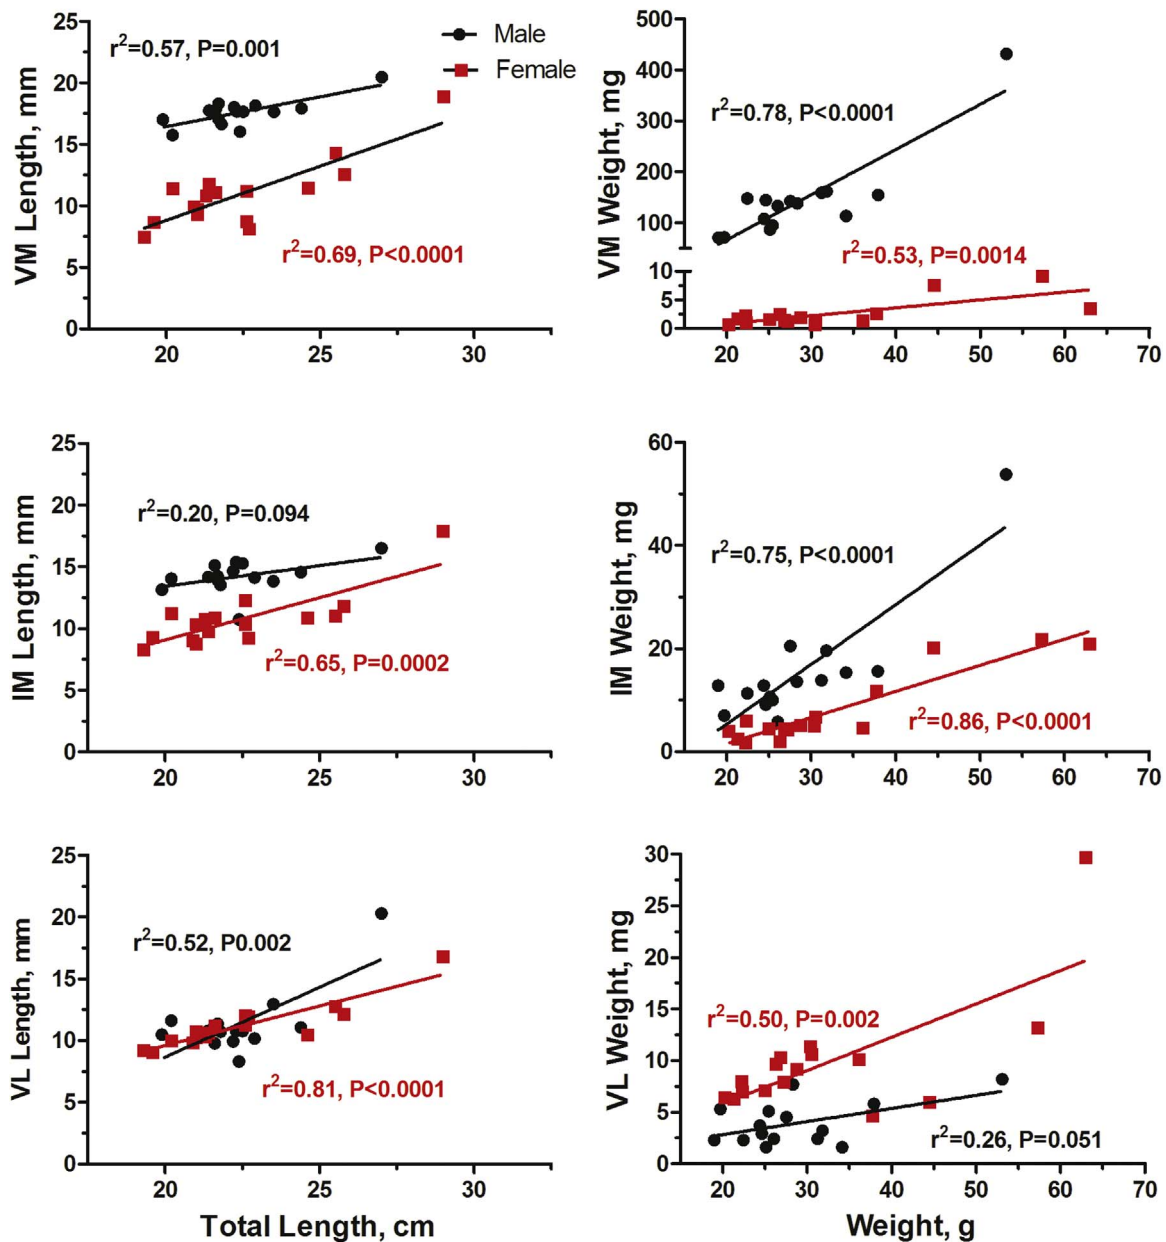 25
20
15
10
5
0
VM Length, mm
r²=0.57, P=0.001
Male
Female
r²=0.69, P<0.0001
20 25 30
500
400
300
200
100
10
5
0
VM Weight, mg
r²=0.78, P<0.0001
r²=0.53, P=0.0014
20 30 40 50 60 70
25
20
15
10
5
0
IM Length, mm
r²=0.20, P=0.094
r²=0.65, P=0.0002
20 25 30
60
40
20
0
IM Weight, mg
r²=0.75, P<0.0001
r²=0.86, P<0.0001
20 30 40 50 60 70
25
20
15
10
5
0
VL Length, mm
r²=0.52, P0.002
r²=0.81, P<0.0001
20 25 30
Total Length, cm
30
25
20
15
10
5
0
VL Weight, mg
r²=0.50, P=0.002
r²=0.26, P=0.051
20 30 40 50 60 70
Weight, g